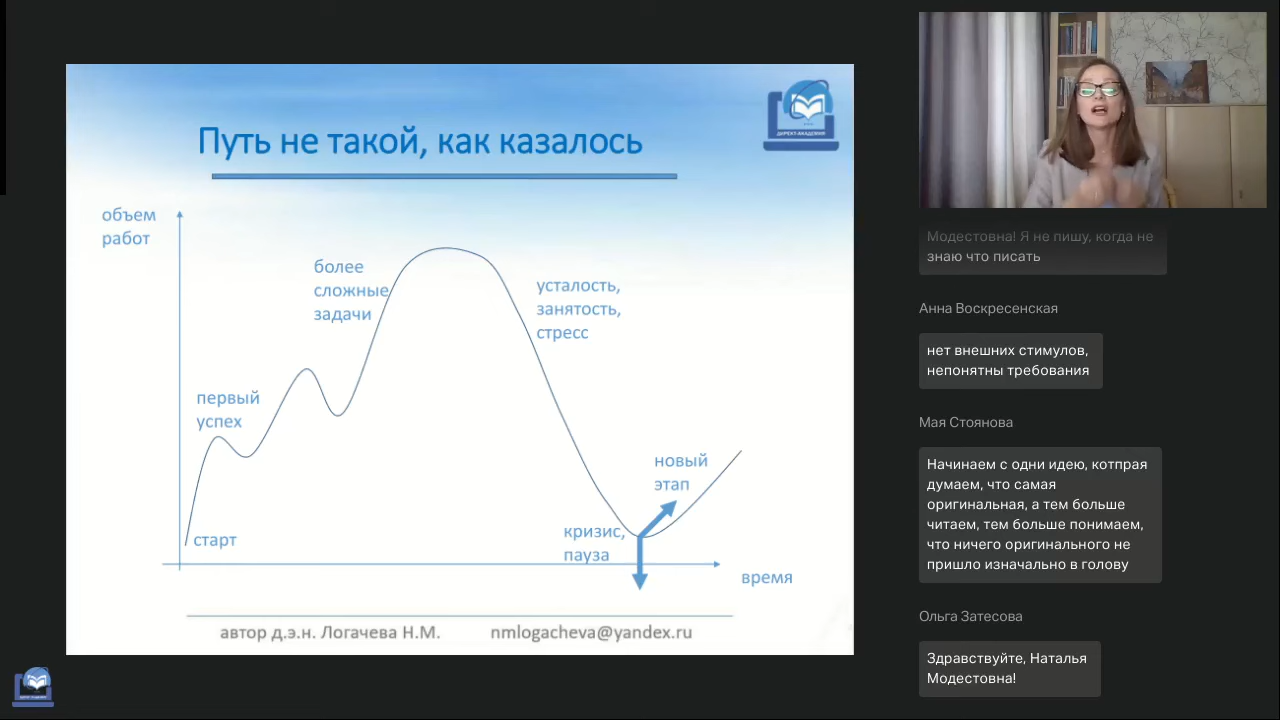 Путь не такой, как казалось
ДИРЕКТ-АКАДЕМИЯ
объем
работ
более
сложные
задачи
усталость,
занятость,
стресс
первый
успех
новый
этап
старт
кризис,
пауза
время
автор д.э.н. Логачева Н.М. nmlogacheva@yandex.ru
Модестовна! Я не пишу, когда не
знаю что писать
Анна Воскресенская
нет внешних стимулов,
непонятны требования
Мая Стоянова
Начинаем с одни идею, котпрая
думаем, что самая
оригинальная, а тем больше
читаем, тем больше понимаем,
что ничего оригинального не
пришло изначально в голову
Ольга Затесова
Здравствуйте, Наталья
Модестовна!